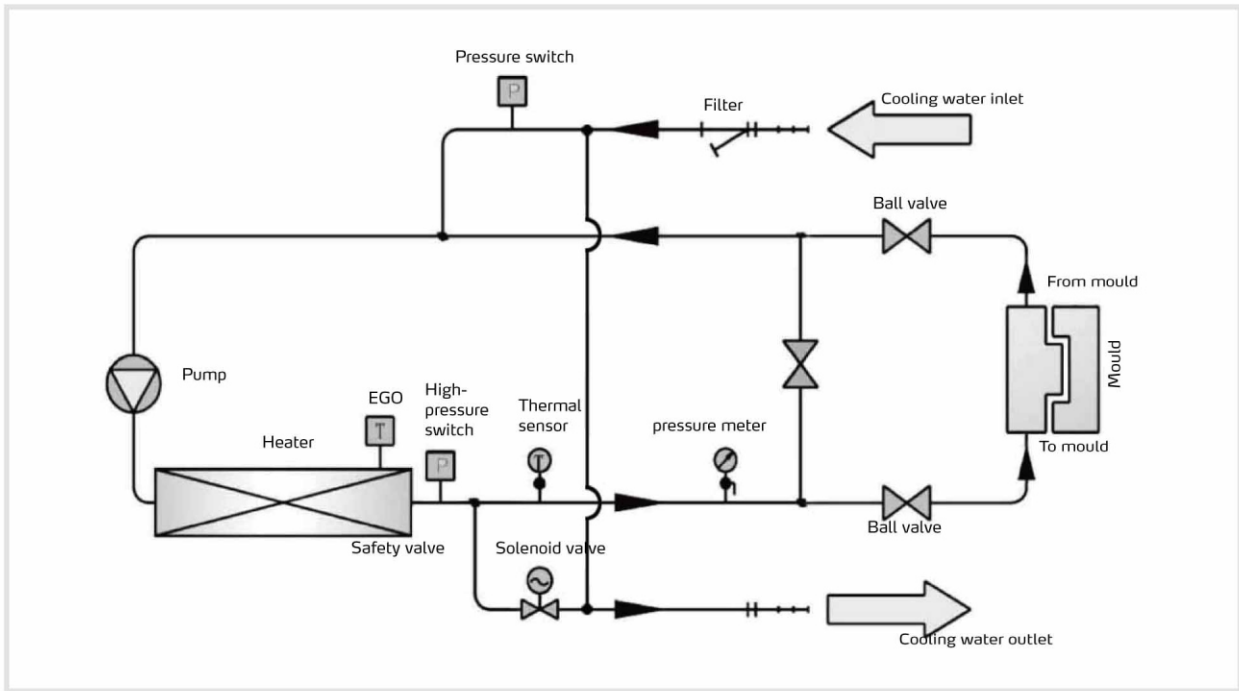 Pressure switch
P
Filter
Cooling water inlet
Ball valve
From mould
Pump
EGO
T
High-
pressure
switch
P
Thermal
sensor
T
pressure meter
Mould
Heater
To mould
Safety valve
Solenoid valve
Ball valve
Cooling water outlet